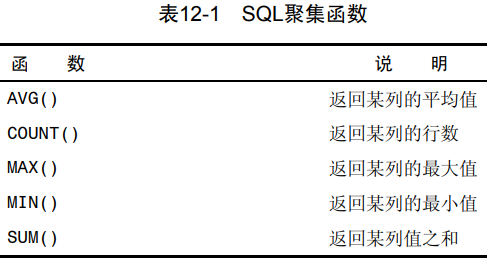 表12-1 SQL聚集函数
函 数 说 明
AVG() 返回某列的平均值
COUNT() 返回某列的行数
MAX() 返回某列的最大值
MIN() 返回某列的最小值
SUM() 返回某列值之和